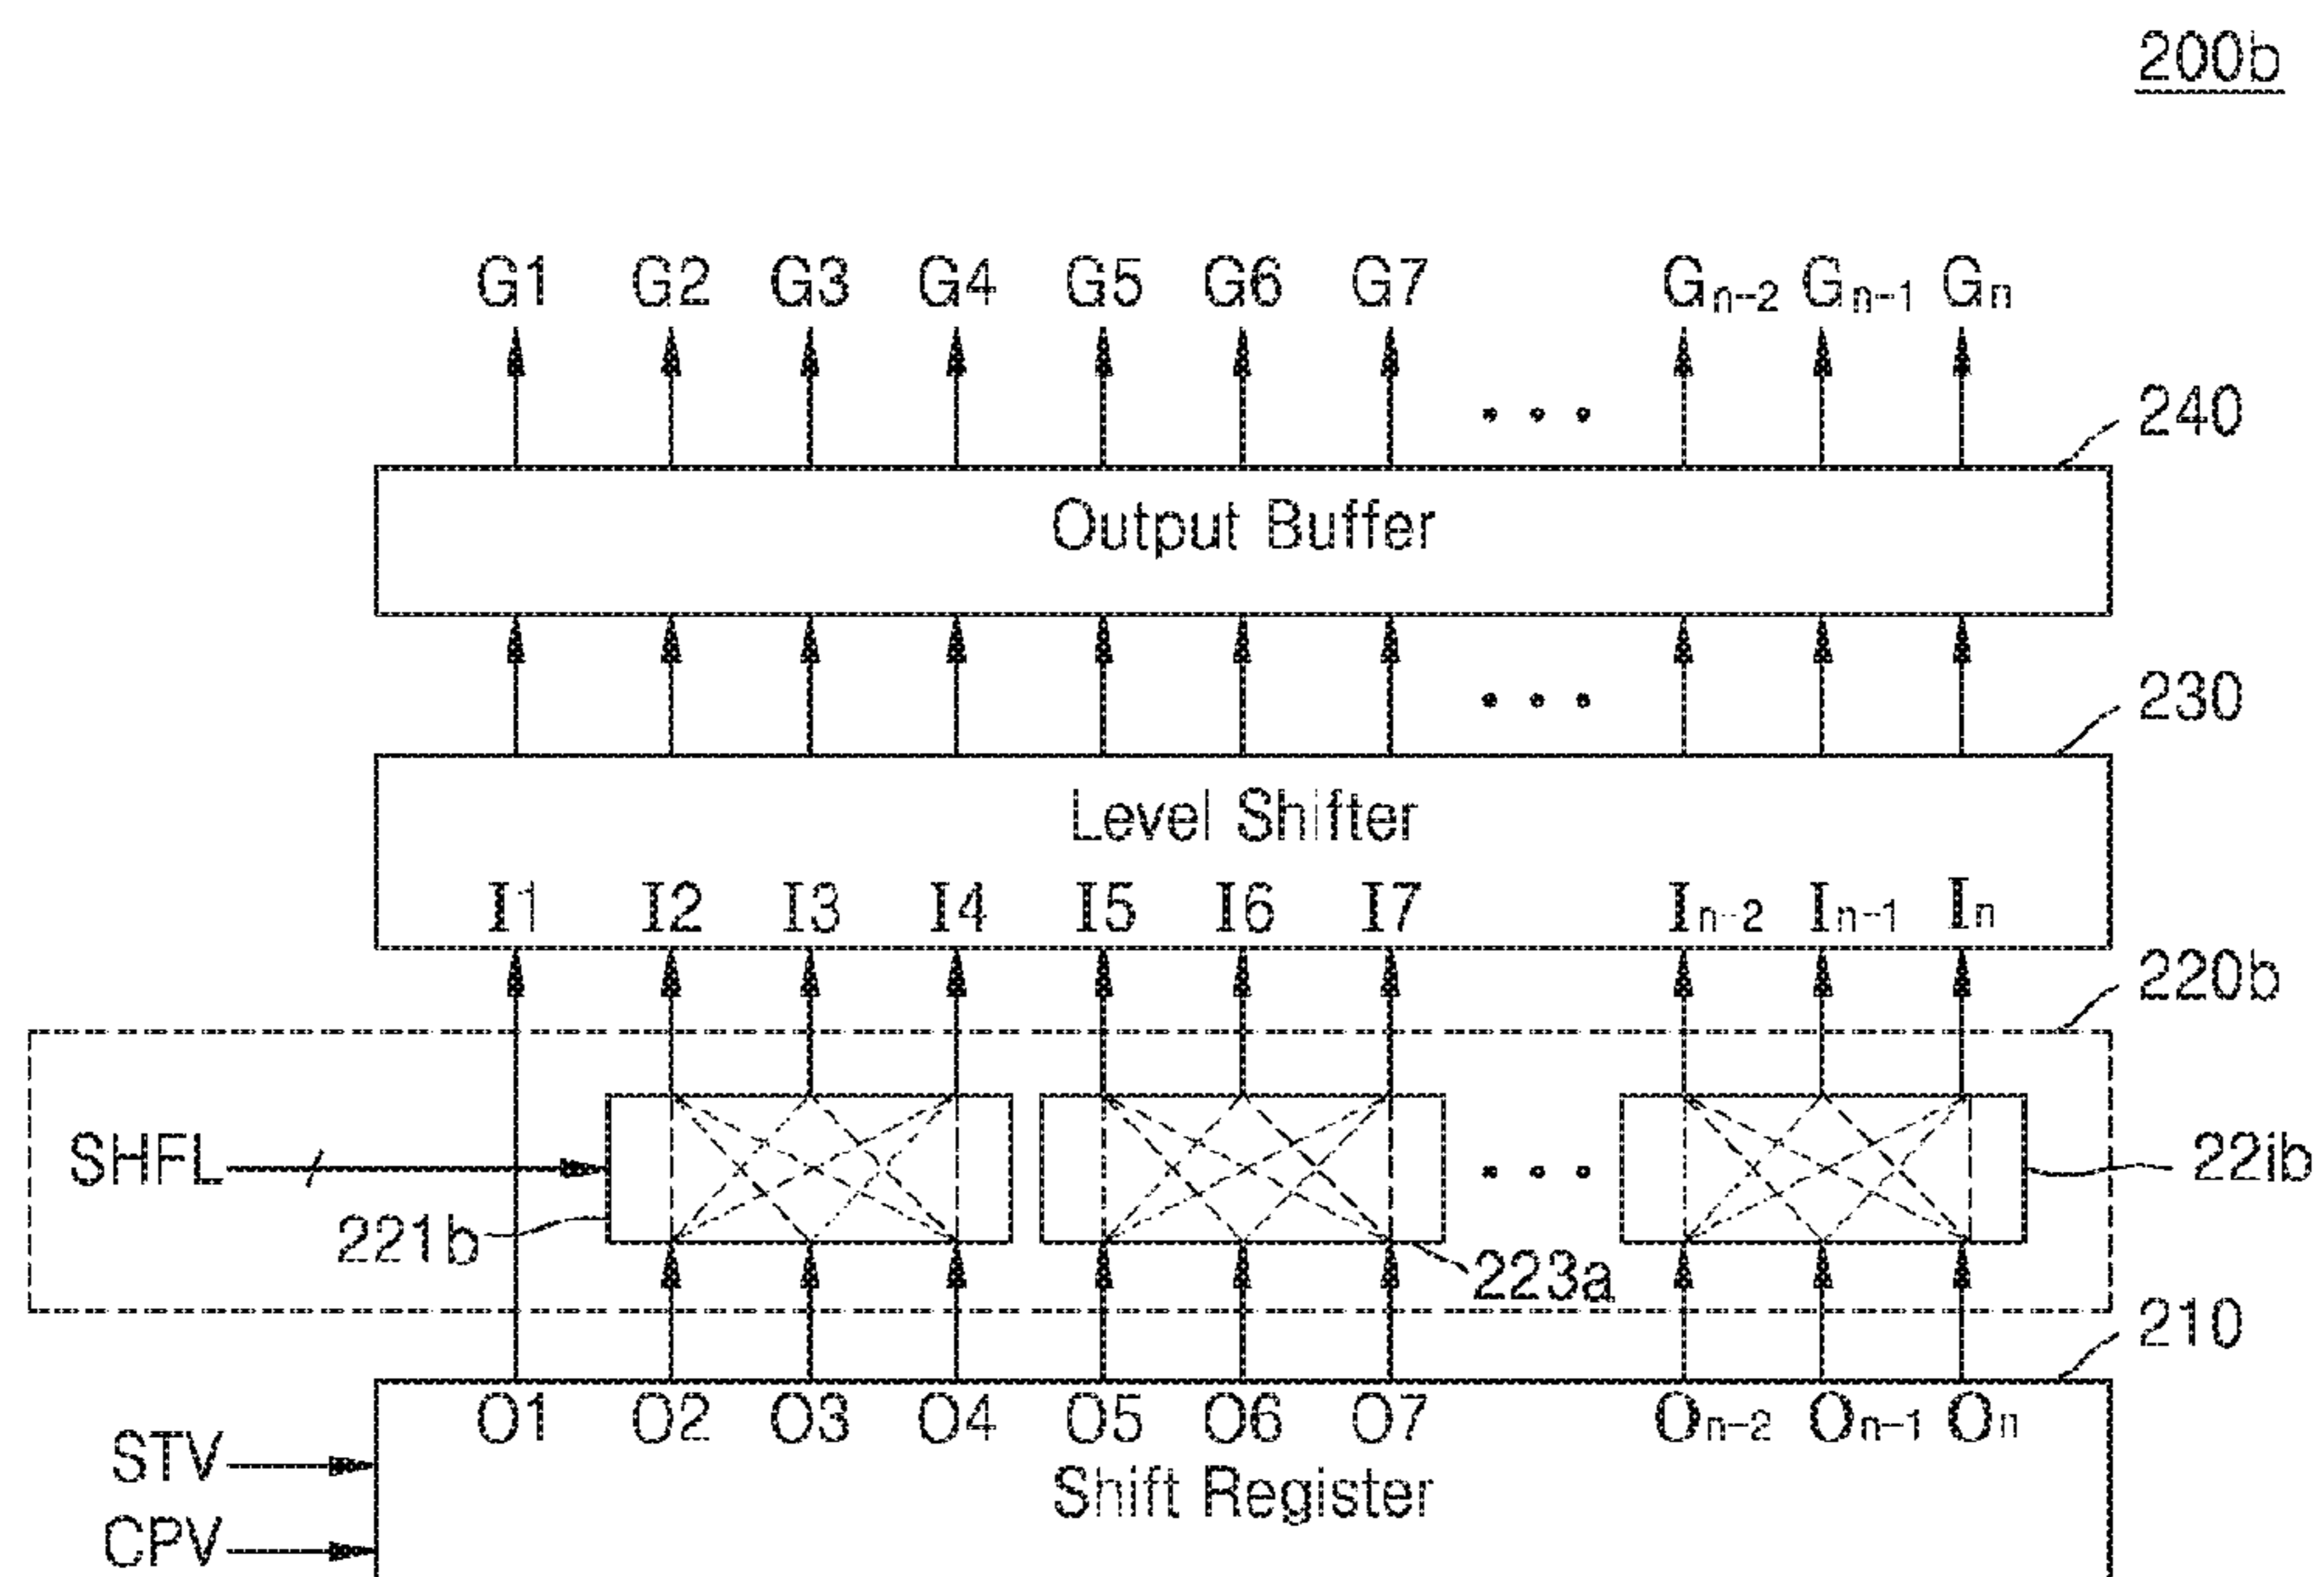 200b
G1 G2 G3 G4 G5 G6 G7 Gn-2 Gn-1 Gn
240
Output Buffer
230
Level Shifter
I1 I2 I3 I4 I5 I6 I7 In-2 In-1 In
220b
SHFL
22ib
221b
223a
210
O1 O2 O3 O4 O5 O6 O7 On-2 On-1 On
STV
Shift Register
CPV